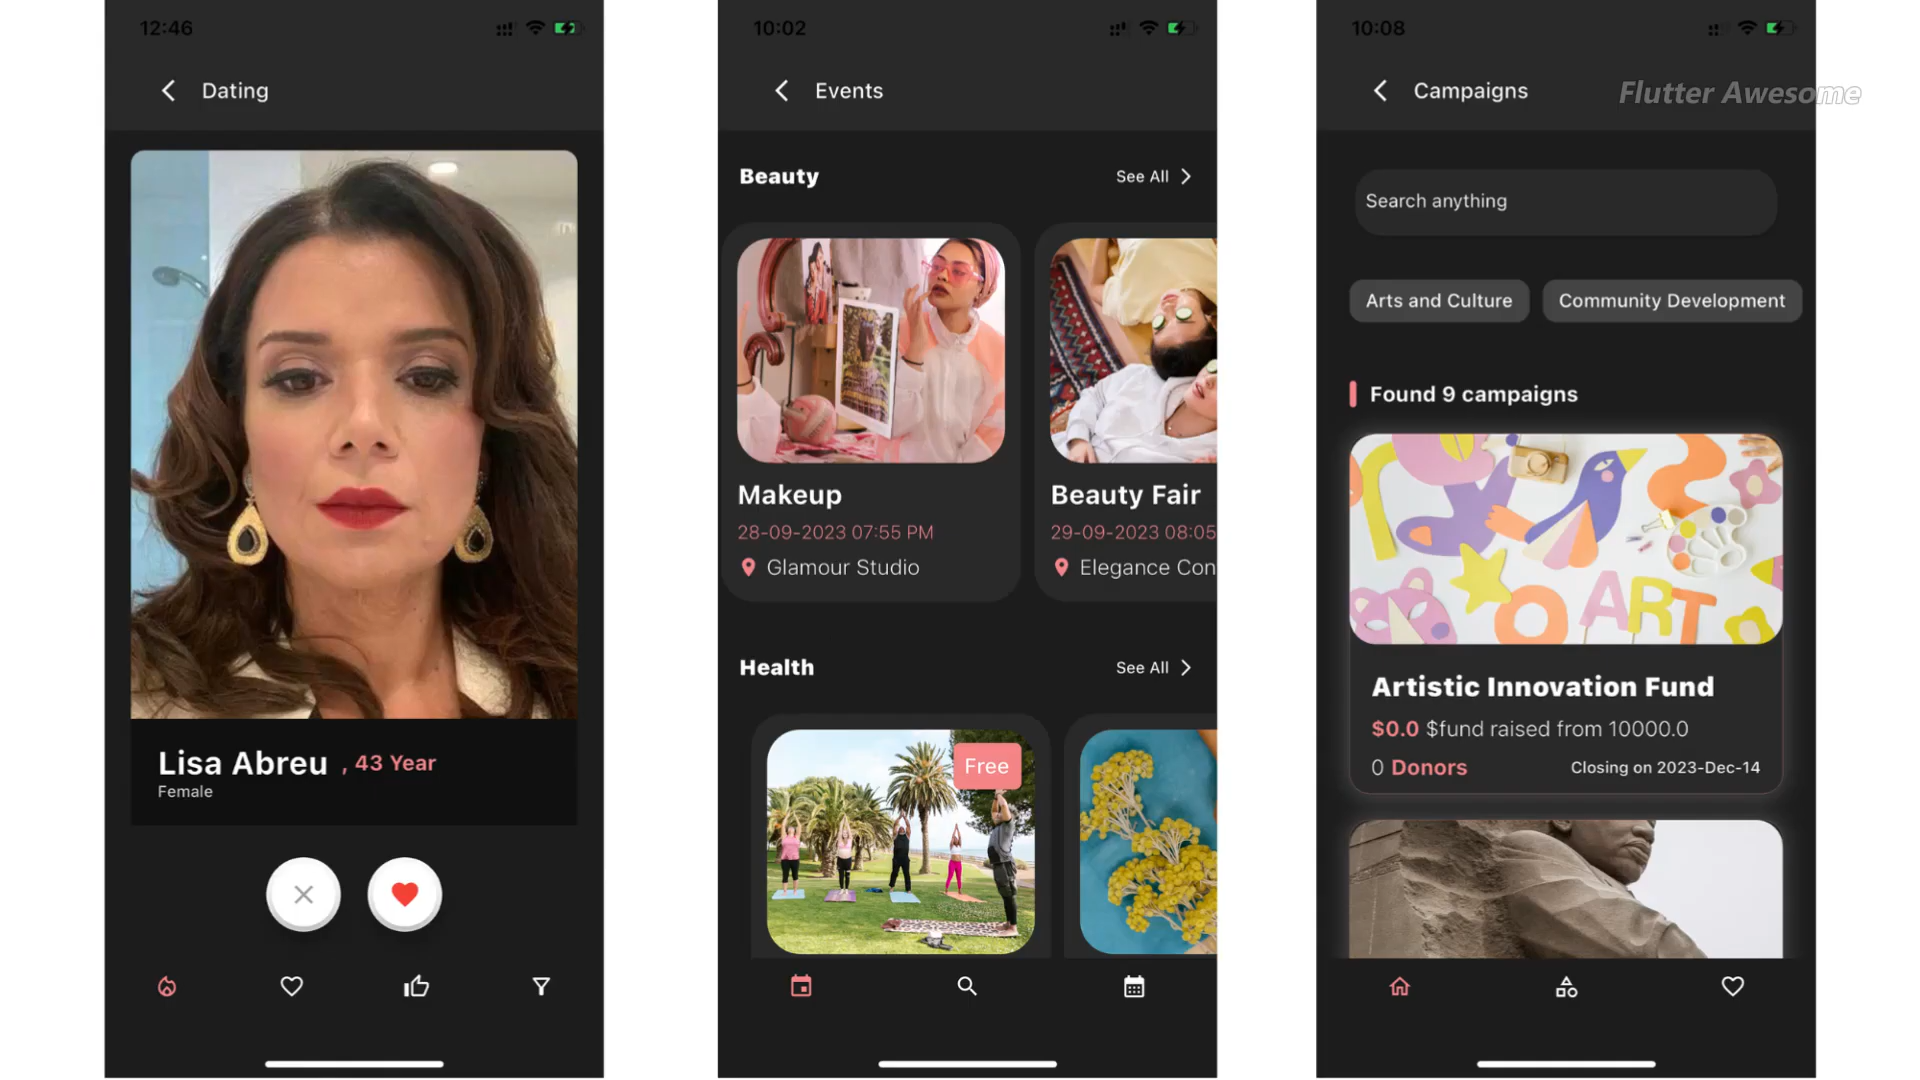 12:46
Dating
Lisa Abreu , 43 Year
Female
10:02
Events
Beauty
See All
Makeup
28-09-2023 07:55 PM
Glamour Studio
Beauty Fair
29-09-2023 08:05
Elegance Con
Health
See All
Free
10:08
Campaigns
Flutter Awesome
Search anything
Arts and Culture
Community Development
Found 9 campaigns
ART
Artistic Innovation Fund
$0.0 $fund raised from 10000.0
0 Donors
Closing on 2023-Dec-14